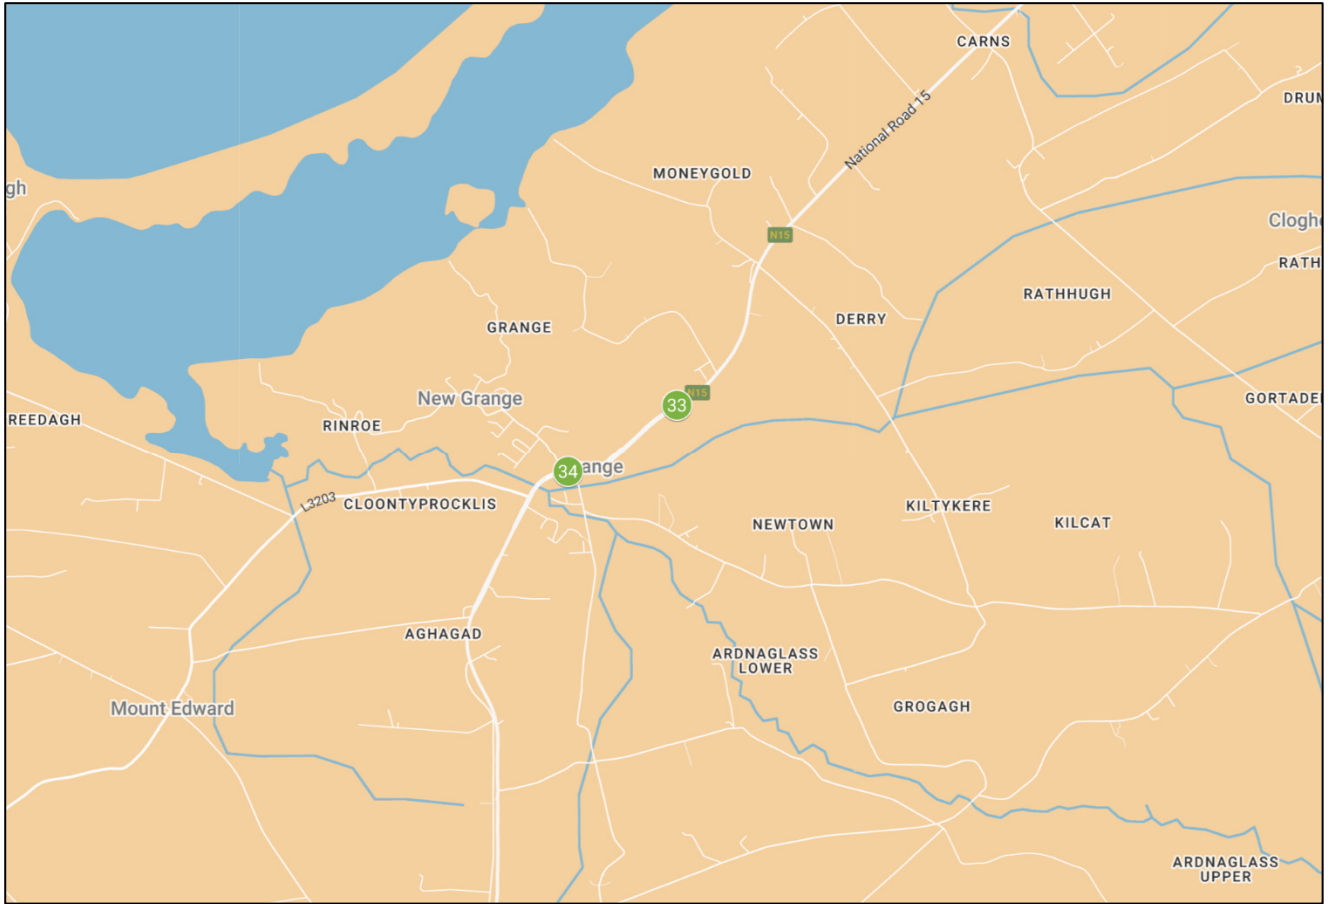 CARNS
DRUM
National Road 15
MONEYGOLD
gh
Clogh
N15
RATH
RATHHUGH
DERRY
GRANGE
N15
New Grange
33
GORTADE
REEDAGH
RINROE
34
ange
L3203
CLOONTYPROCKLIS
KILTYKERE
NEWTOWN
KILCAT
AGHAGAD
ARDNAGLASS
LOWER
Mount Edward
GROGAGH
ARDNAGLASS
UPPER